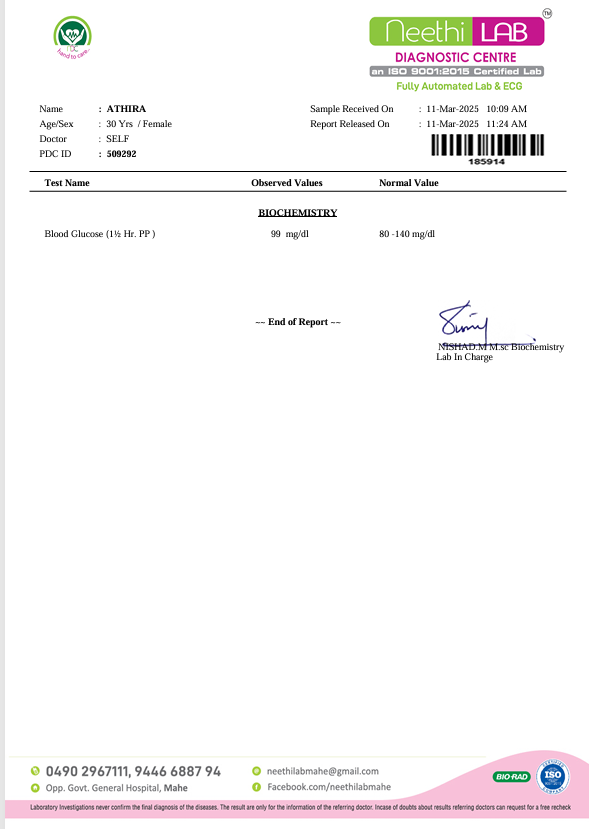 hand to care.
Neethi LAB TM
DIAGNOSTIC CENTRE
an ISO 9001:2015 Certified Lab
Fully Automated Lab & ECG
Name : ATHIRA Sample Received On : 11-Mar-2025 10:09 AM
Age/Sex : 30 Yrs / Female Report Released On : 11-Mar-2025 11:24 AM
Doctor : SELF
PDC ID : 509292
185914
Test Name Observed Values Normal Value
BIOCHEMISTRY
Blood Glucose (1½ Hr. PP ) 99 mg/dl 80 -140 mg/dl
~~ End of Report ~~
NISHAD.M M.sc Biochemistry
Lab In Charge
0490 2967111, 9446 6887 94 neethilabmahe@gmail.com
Opp. Govt. General Hospital, Mahe Facebook.com/neethilabmahe
BIO-RAD
CERTIFIED ISO COMPANY
Laboratory Investigations never confirm the final diagnosis of the diseases. The result are only for the information of the referring doctor. Incase of doubts about results referring doctors can request for a free recheck